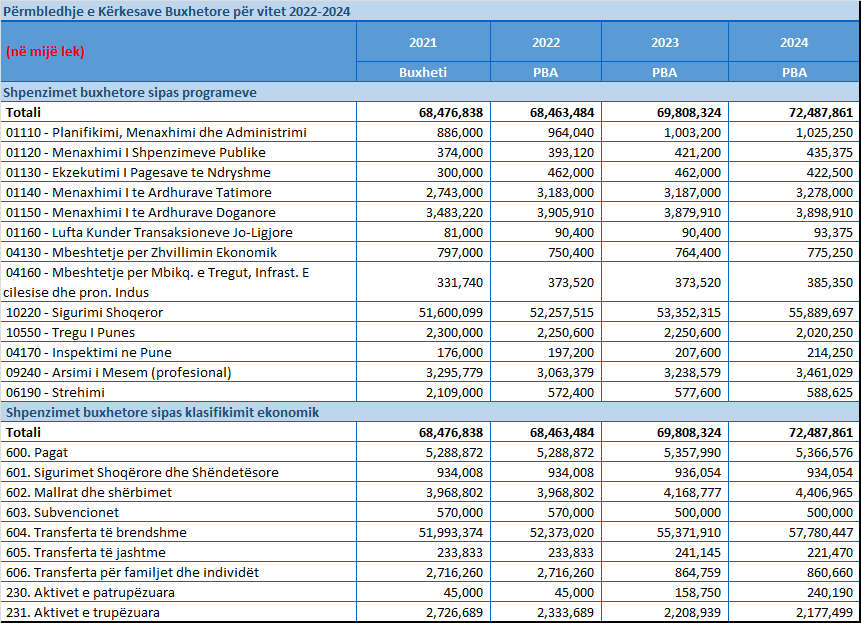 Përmbledhje e Kërkesave Buxhetore për vitet 2022-2024
(në mijë lek) 2021 2022 2023 2024
Buxheti PBA PBA PBA
Shpenzimet buxhetore sipas programeve
Totali 68,476,838 68,463,484 69,808,324 72,487,861
01110 - Planifikimi, Menaxhimi dhe Administrimi 886,000 964,040 1,003,200 1,025,250
01120 - Menaxhimi I Shpenzimeve Publike 374,000 393,120 421,200 435,375
01130 - Ekzekutimi I Pagesave te Ndryshme 300,000 462,000 462,000 422,500
01140 - Menaxhimi I te Ardhurave Tatimore 2,743,000 3,183,000 3,187,000 3,278,000
01150 - Menaxhimi I te Ardhurave Doganore 3,483,220 3,905,910 3,879,910 3,898,910
01160 - Lufta Kunder Transaksioneve Jo-Ligjore 81,000 90,400 90,400 93,375
04130 - Mbeshtetje per Zhvillimin Ekonomik 797,000 750,400 764,400 775,250
04160 - Mbeshtetje per Mbikq. e Tregut, Infrast. E
cilesise dhe pron. Indus 331,740 373,520 373,520 385,350
10220 - Sigurimi Shoqeror 51,600,099 52,257,515 53,352,315 55,889,697
10550 - Tregu I Punes 2,300,000 2,250,600 2,250,600 2,020,250
04170 - Inspektimi ne Pune 176,000 197,200 207,600 214,250
09240 - Arsimi i Mesem (profesional) 3,295,779 3,063,379 3,238,579 3,461,029
06190 - Strehimi 2,109,000 572,400 577,600 588,625
Shpenzimet buxhetore sipas klasifikimit ekonomik
Totali 68,476,838 68,463,484 69,808,324 72,487,861
600. Pagat 5,288,872 5,288,872 5,357,990 5,366,576
601. Sigurimet Shoqërore dhe Shëndetësore 934,008 934,008 936,054 934,054
602. Mallrat dhe shërbimet 3,968,802 3,968,802 4,168,777 4,406,965
603. Subvencionet 570,000 570,000 500,000 500,000
604. Transferta të brendshme 51,993,374 52,373,020 55,371,910 57,780,447
605. Transferta të jashtme 233,833 233,833 241,145 221,470
606. Transferta për familjet dhe individët 2,716,260 2,716,260 864,759 860,660
230. Aktivet e patrupëzuara 45,000 45,000 158,750 240,190
231. Aktivet e trupëzuara 2,726,689 2,333,689 2,208,939 2,177,499